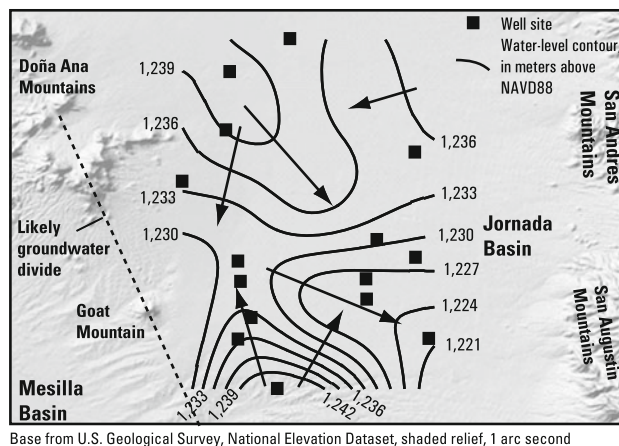 Well site
Water-level contour
in meters above
NAVD88
Doña Ana
Mountains
1,239
1,236
1,233
1,230
San Andres
Mountains
1,236
1,233
1,230
1,227
1,224
1,221
Jornada
Basin
Likely
groundwater
divide
Goat
Mountain
San Augustin
Mountains
Mesilla
Basin
1,233
1,239
1,242
1,236
Base from U.S. Geological Survey, National Elevation Dataset, shaded relief, 1 arc second